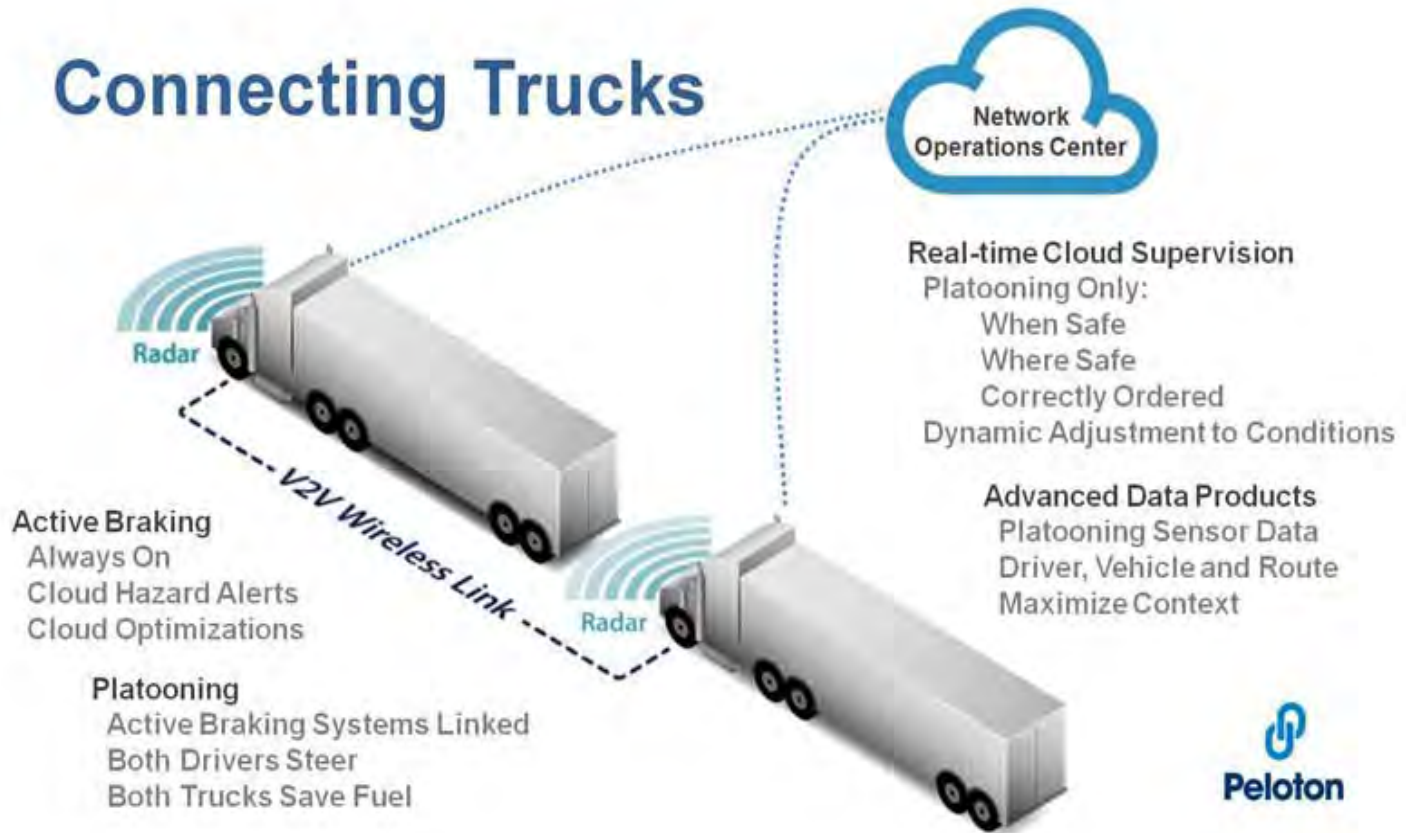 Connecting Trucks
Network
Operations Center
Radar
V2V Wireless Link
Radar
Real-time Cloud Supervision
Platooning Only:
When Safe
Where Safe
Correctly Ordered
Dynamic Adjustment to Conditions
Advanced Data Products
Platooning Sensor Data
Driver, Vehicle and Route
Maximize Context
Active Braking
Always On
Cloud Hazard Alerts
Cloud Optimizations
Platooning
Active Braking Systems Linked
Both Drivers Steer
Both Trucks Save Fuel
Peloton